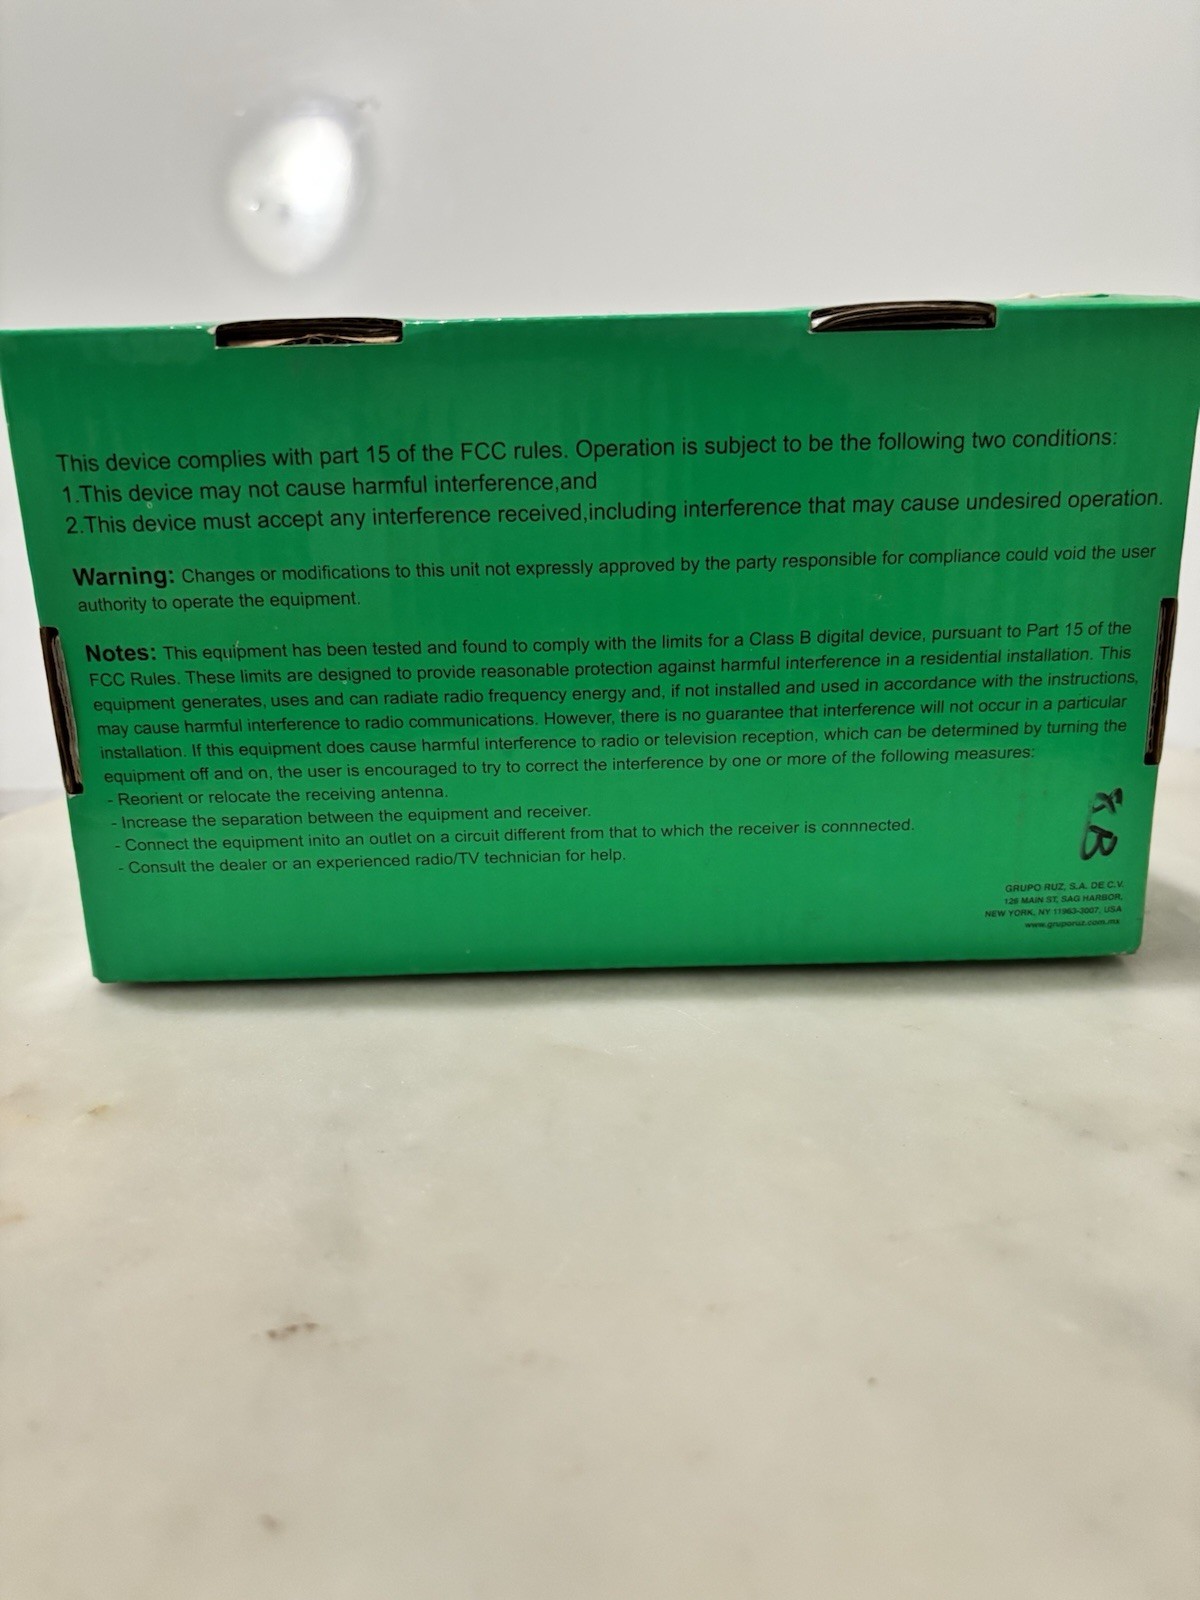 This device complies with part 15 of the FCC rules. Operation is subject to be the following two conditions:
1.This device may not cause harmful interference,and
2.This device must accept any interference received,including interference that may cause undesired operation.
Warning: Changes or modifications to this unit not expressly approved by the party responsible for compliance could void the user
authority to operate the equipment.
Notes: This equipment has been tested and found to comply with the limits for a Class B digital device, pursuant to Part 15 of the
FCC Rules. These limits are designed to provide reasonable protection against harmful interference in a residential installation. This
equipment generates, uses and can radiate radio frequency energy and, if not installed and used in accordance with the instructions,
may cause harmful interference to radio communications. However, there is no guarantee that interference will not occur in a particular
installation. If this equipment does cause harmful interference to radio or television reception, which can be determined by turning the
equipment off and on, the user is encouraged to try to correct the interference by one or more of the following measures:
- Reorient or relocate the receiving antenna.
- Increase the separation between the equipment and receiver.
- Connect the equipment inito an outlet on a circuit different from that to which the receiver is connnected.
- Consult the dealer or an experienced radio/TV technician for help.
GRUPO RUZ, S.A. DE C.V.
126 MAIN ST, SAG HARBOR,
NEW YORK, NY 11963-3007, USA
www.gruporuz.com.mx